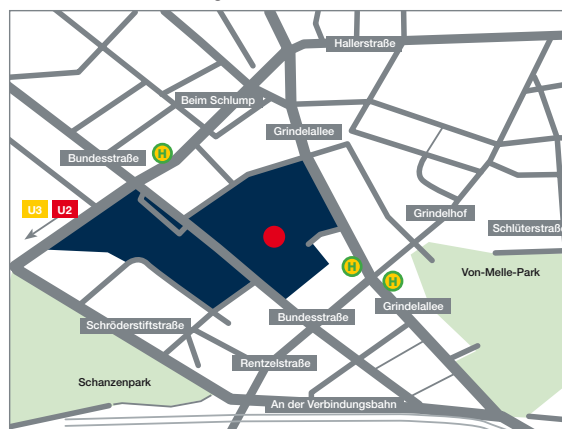 Hallerstraße
Beim Schlump
Grindelallee
Bundesstraße
H
U3
U2
Grindelhof
Schlüterstraße
H
H
Von-Melle-Park
Grindelallee
Bundesstraße
Schröderstiftstraße
Rentzelstraße
Schanzenpark
An der Verbindungsbahn